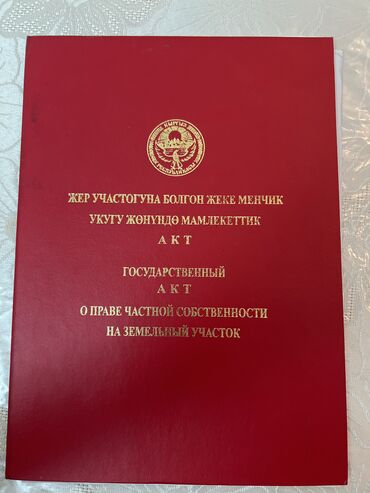 ЖЕР УЧАСТОГУНА БОЛГОН ЖЕКЕ МЕНЧИК
УКУГУ ЖӨНҮНДӨ МАМЛЕКЕТТИК
АКТ
ГОСУДАРСТВЕННЫЙ
АКТ
О ПРАВЕ ЧАСТНОЙ СОБСТВЕННОСТИ
НА ЗЕМЕЛЬНЫЙ УЧАСТОК